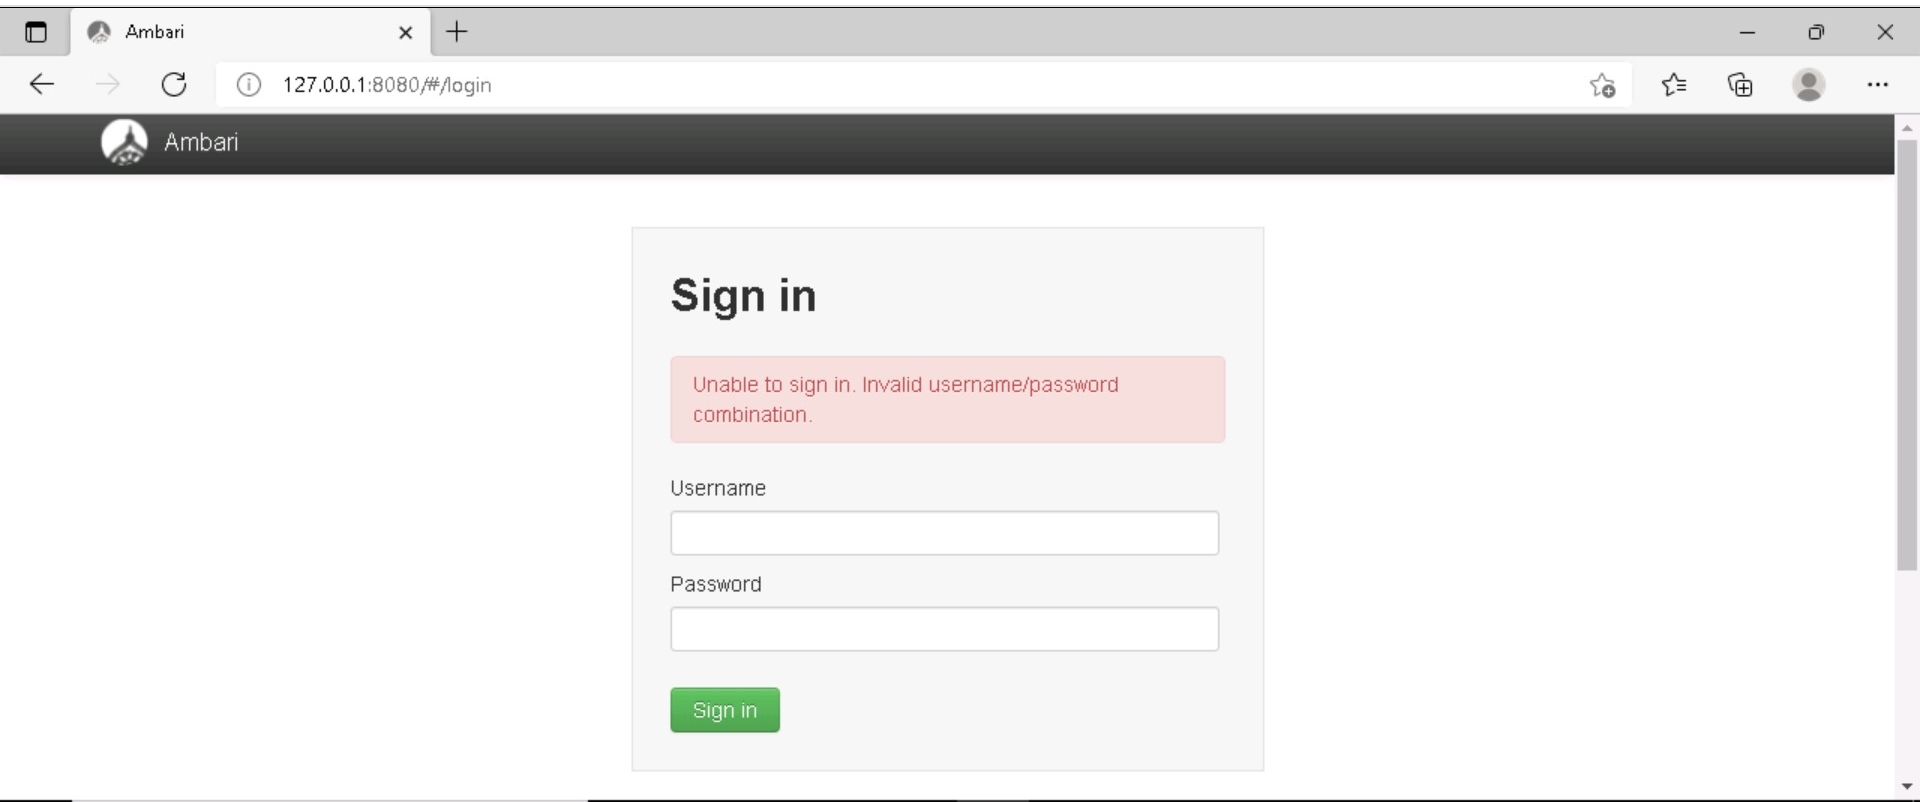 Ambari
127.0.0.1:8080/#/login
Ambari
Sign in
Unable to sign in. Invalid username/password
combination.
Username
Password
Sign in